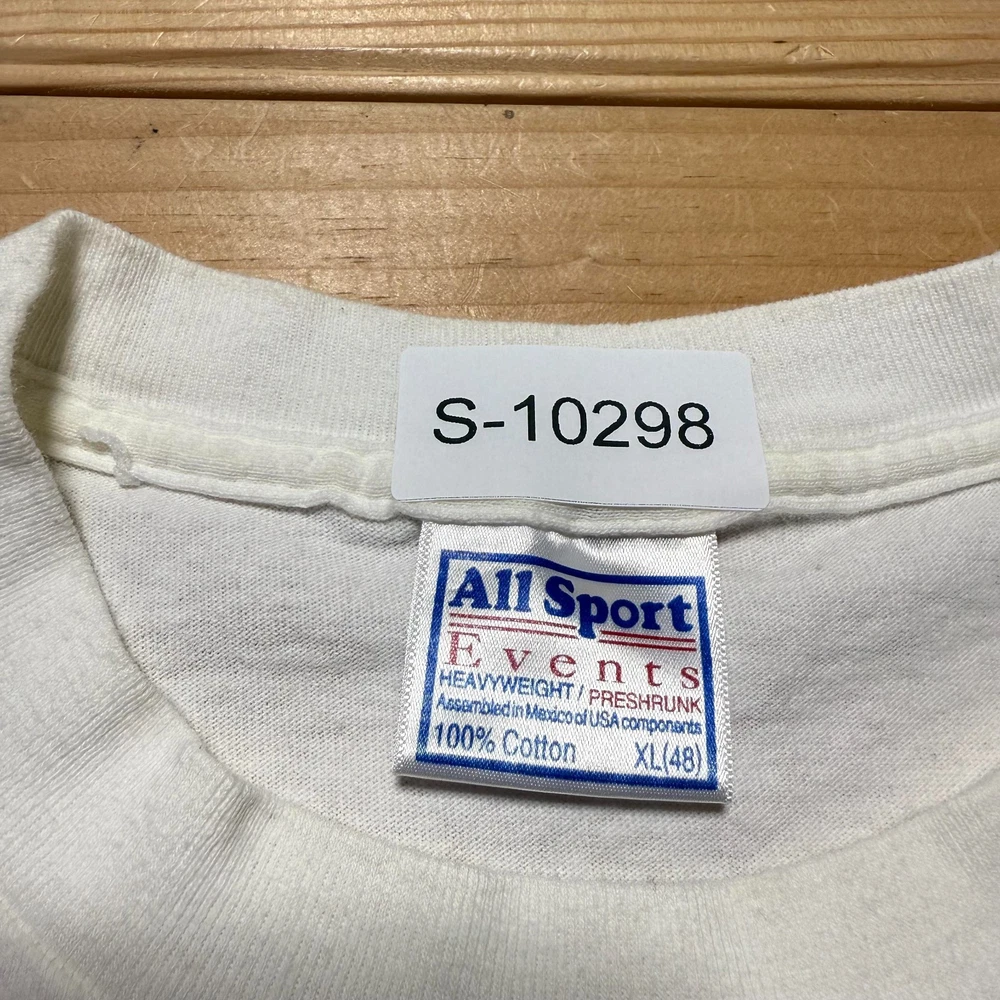 S-10298
All Sport
Events
HEAVYWEIGHT / PRESHRUNK
Assembled in Mexico of USA components
100% Cotton XL(48)